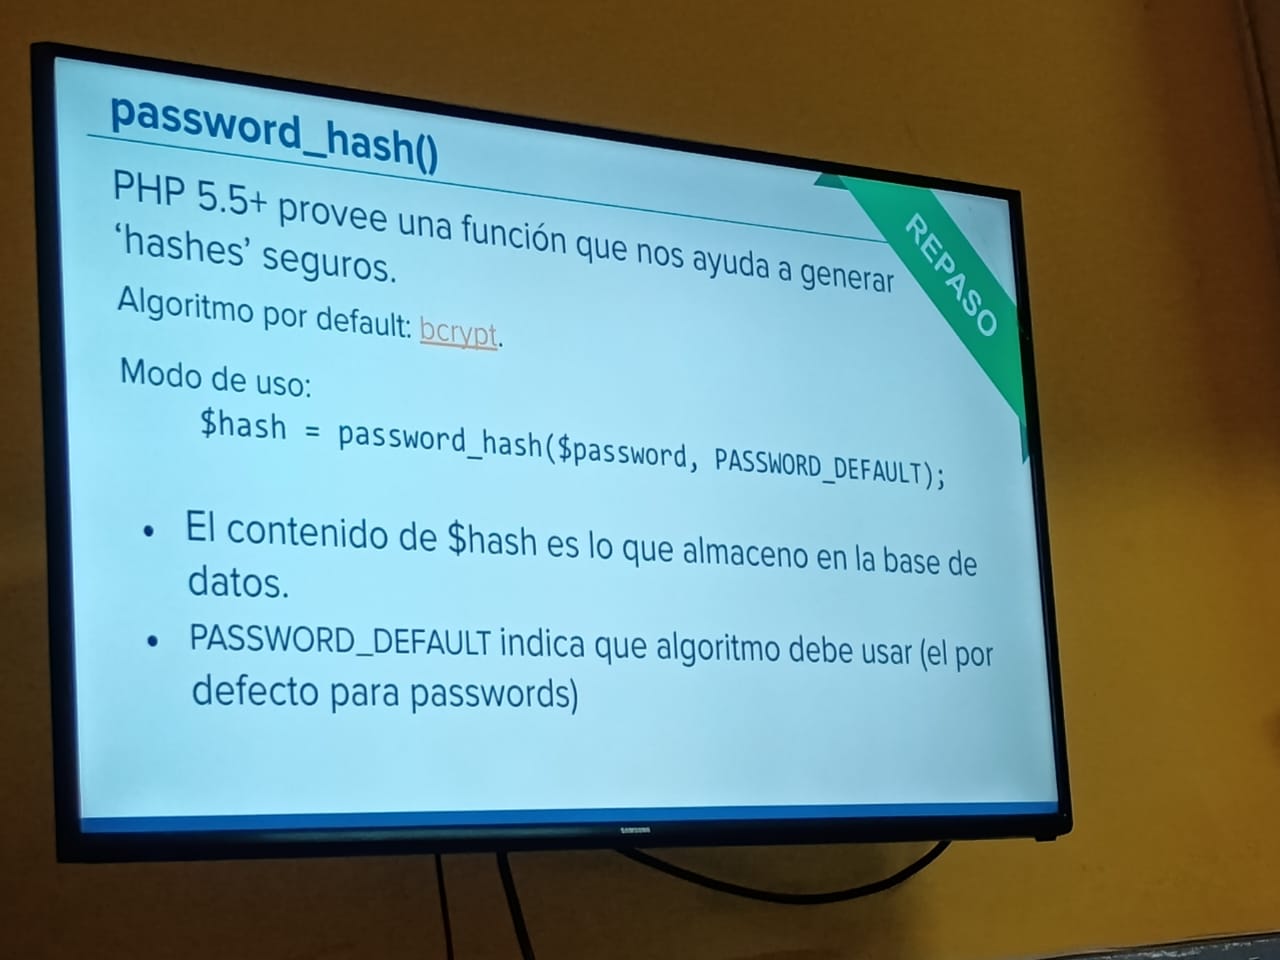 password_hash()
REPASO
PHP 5.5+ provee una función que nos ayuda a generar
‘hashes’ seguros.
Algoritmo por default: bcrypt.
Modo de uso:
$hash = password_hash($password, PASSWORD_DEFAULT);
• El contenido de $hash es lo que almaceno en la base de
datos.
• PASSWORD_DEFAULT indica que algoritmo debe usar (el por
defecto para passwords)
SAMSUNG